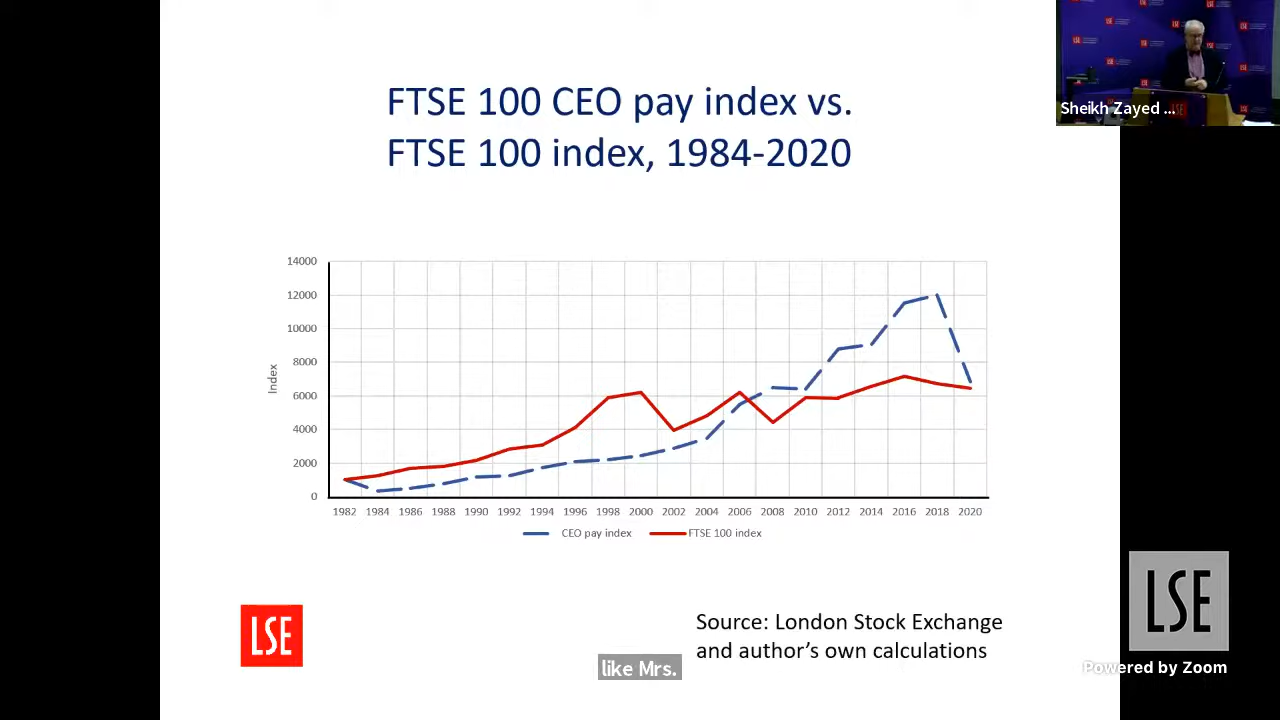 FTSE 100 CEO pay index vs.
FTSE 100 index, 1984-2020
Sheikh Zayed ...
14000
12000
10000
8000
6000
4000
2000
0
Index
1982 1984 1986 1988 1990 1992 1994 1996 1998 2000 2002 2004 2006 2008 2010 2012 2014 2016 2018 2020
CEO pay index FTSE 100 index
LSE
Source: London Stock Exchange
and author's own calculations
like Mrs.
LSE
Powered by Zoom